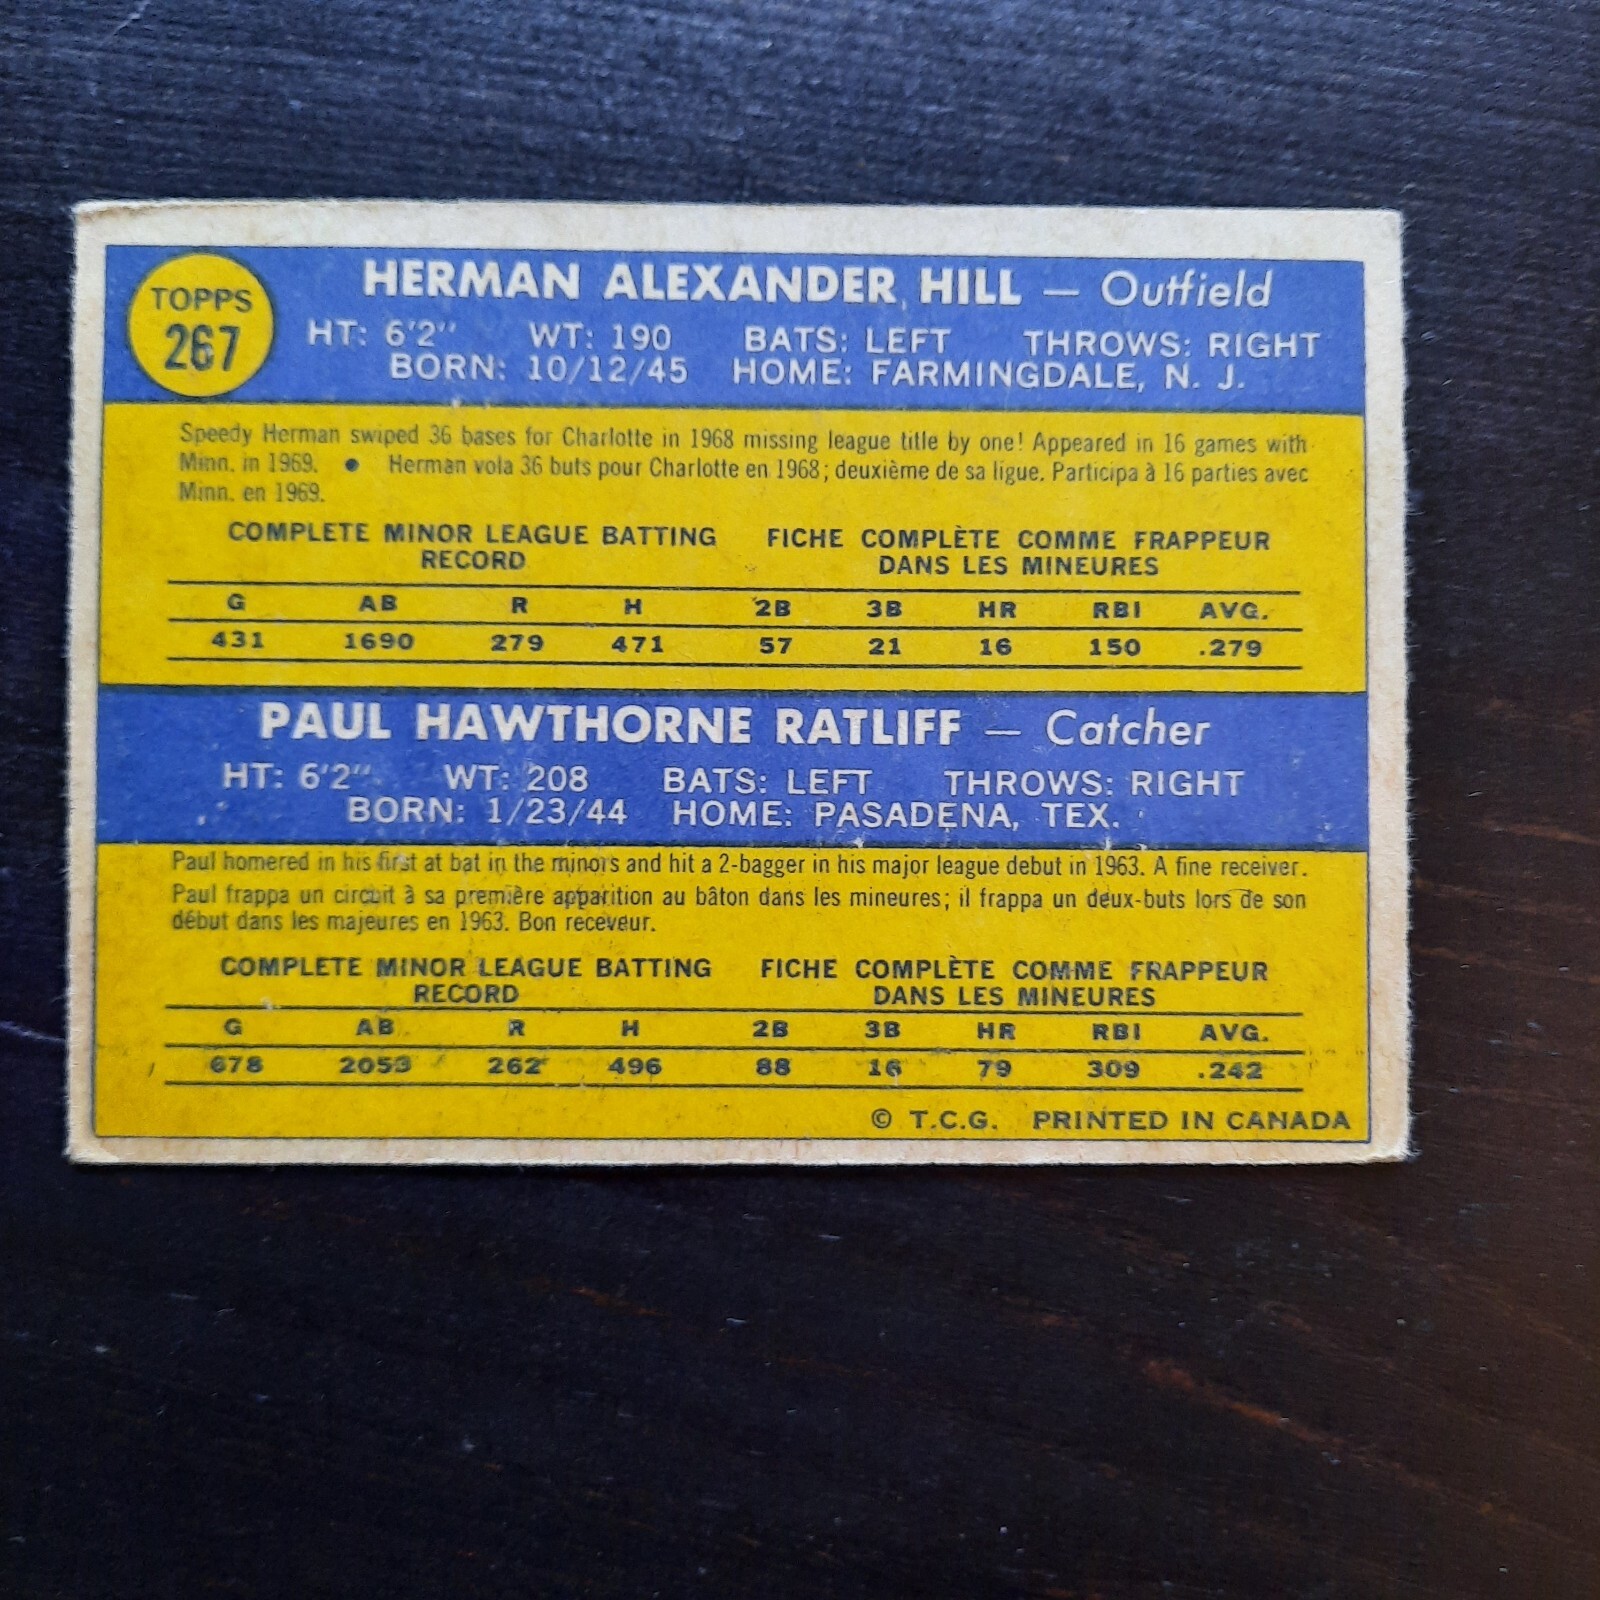 TOPPS
267
HERMAN ALEXANDER HILL — Outfield
HT: 6'2" WT: 190 BATS: LEFT THROWS: RIGHT
BORN: 10/12/45 HOME: FARMINGDALE, N. J.
Speedy Herman swiped 36 bases for Charlotte in 1968 missing league title by one! Appeared in 16 games with
Minn. in 1969. ● Herman vola 36 buts pour Charlotte en 1968; deuxième de sa ligue. Participa à 16 parties avec
Minn. en 1969.
COMPLETE MINOR LEAGUE BATTING FICHE COMPLÈTE COMME FRAPPEUR
RECORD DANS LES MINEURES
G AB R H 2B 3B HR RBI AVG.
431 1690 279 471 57 21 16 150 .279
PAUL HAWTHORNE RATLIFF — Catcher
HT: 6'2" WT: 208 BATS: LEFT THROWS: RIGHT
BORN: 1/23/44 HOME: PASADENA, TEX.
Paul homered in his first at bat in the minors and hit a 2-bagger in his major league debut in 1963. A fine receiver.
Paul frappa un circuit à sa première apparition au bâton dans les mineures; il frappa un deux-buts lors de son
début dans les majeures en 1963. Bon receveur.
COMPLETE MINOR LEAGUE BATTING FICHE COMPLÈTE COMME FRAPPEUR
RECORD DANS LES MINEURES
G AB R H 2B 3B HR RBI AVG.
678 2053 262 496 88 16 79 309 .242
© T.C.G. PRINTED IN CANADA